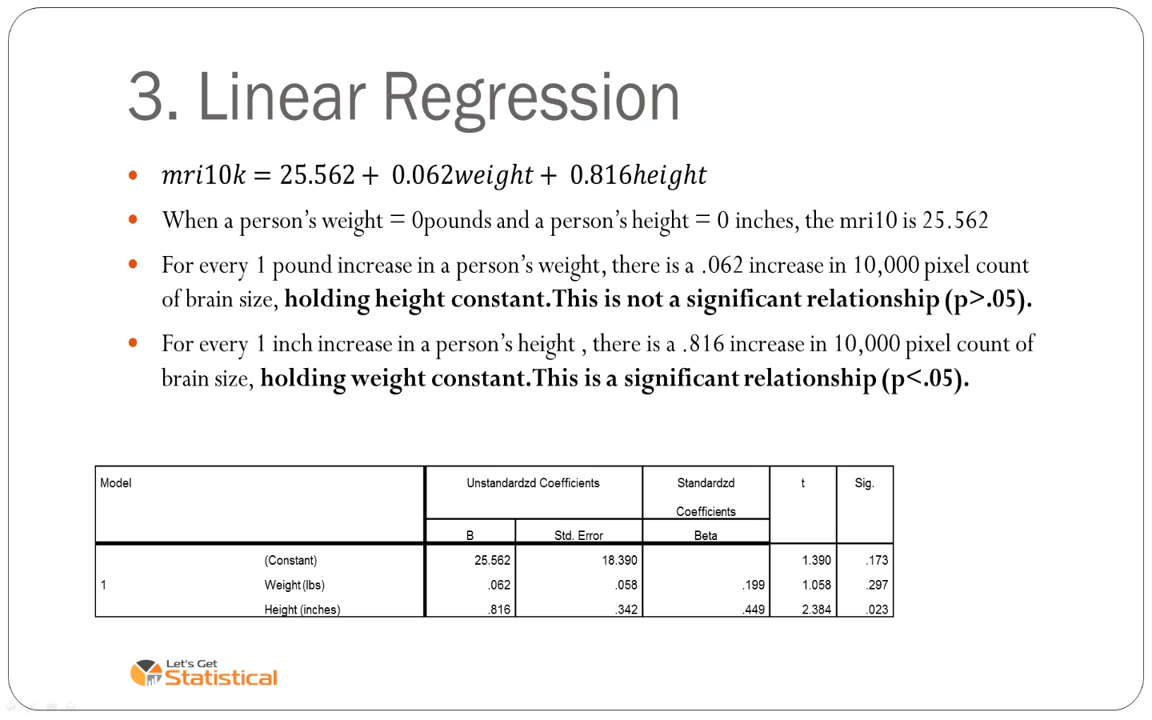 3. Linear Regression
• mri10k = 25.562 + 0.062weight + 0.816height
• When a person's weight = 0pounds and a person's height = 0 inches, the mri10 is 25.562
• For every 1 pound increase in a person's weight, there is a .062 increase in 10,000 pixel count
of brain size, holding height constant.This is not a significant relationship (p>.05).
• For every 1 inch increase in a person's height , there is a .816 increase in 10,000 pixel count of
brain size, holding weight constant.This is a significant relationship (p<.05).
Model Unstandardzd Coefficients Standardzd Coefficients t Sig.
B Std. Error Beta
(Constant) 25.562 18.390 1.390 .173
1 Weight (lbs) .062 .058 .199 1.058 .297
Height (inches) .816 .342 .449 2.384 .023
Let's Get
Statistical